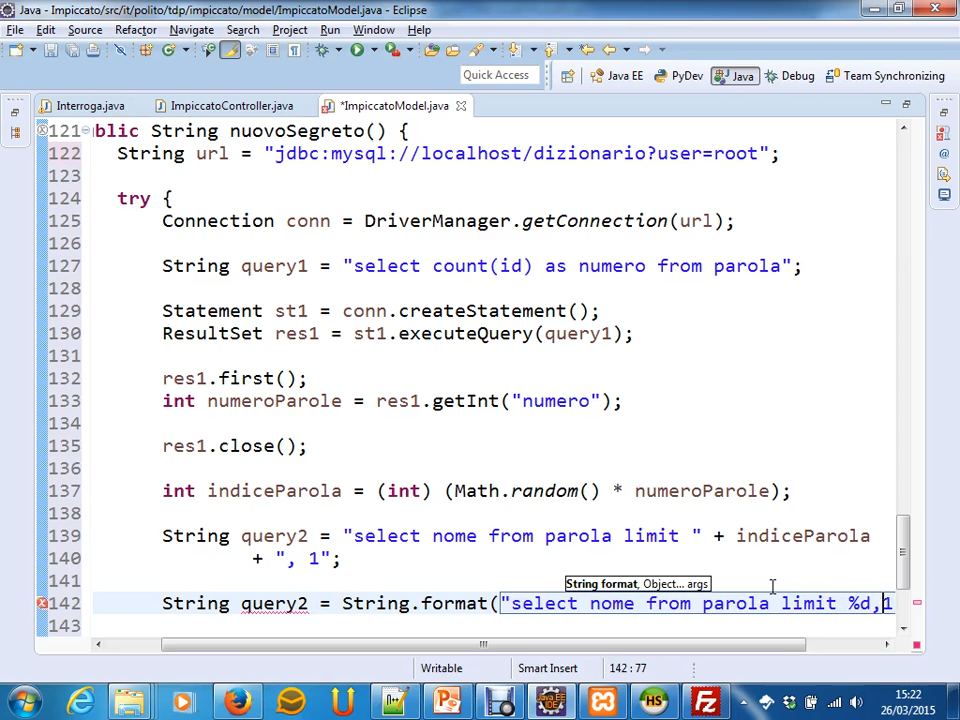 Java - Impiccato/src/it/polito/tdp/impiccato/model/ImpiccatoModel.java - Eclipse
File Edit Source Refactor Navigate Search Project Run Window Help
Quick Access Java EE PyDev Java Debug Team Synchronizing
Interroga.java ImpiccatoController.java *ImpiccatoModel.java
121 blic String nuovoSegreto() {
122 String url = "jdbc:mysql://localhost/dizionario?user=root";
123
124 try {
125 Connection conn = DriverManager.getConnection(url);
126
127 String query1 = "select count(id) as numero from parola";
128
129 Statement st1 = conn.createStatement();
130 ResultSet res1 = st1.executeQuery(query1);
131
132 res1.first();
133 int numeroParole = res1.getInt("numero");
134
135 res1.close();
136
137 int indiceParola = (int) (Math.random() * numeroParole);
138
139 String query2 = "select nome from parola limit " + indiceParola
140 + ", 1";
141
String format, Object... args
142 String query2 = String.format("select nome from parola limit %d,1
143
Writable Smart Insert 142 : 77
15:22
26/03/2015